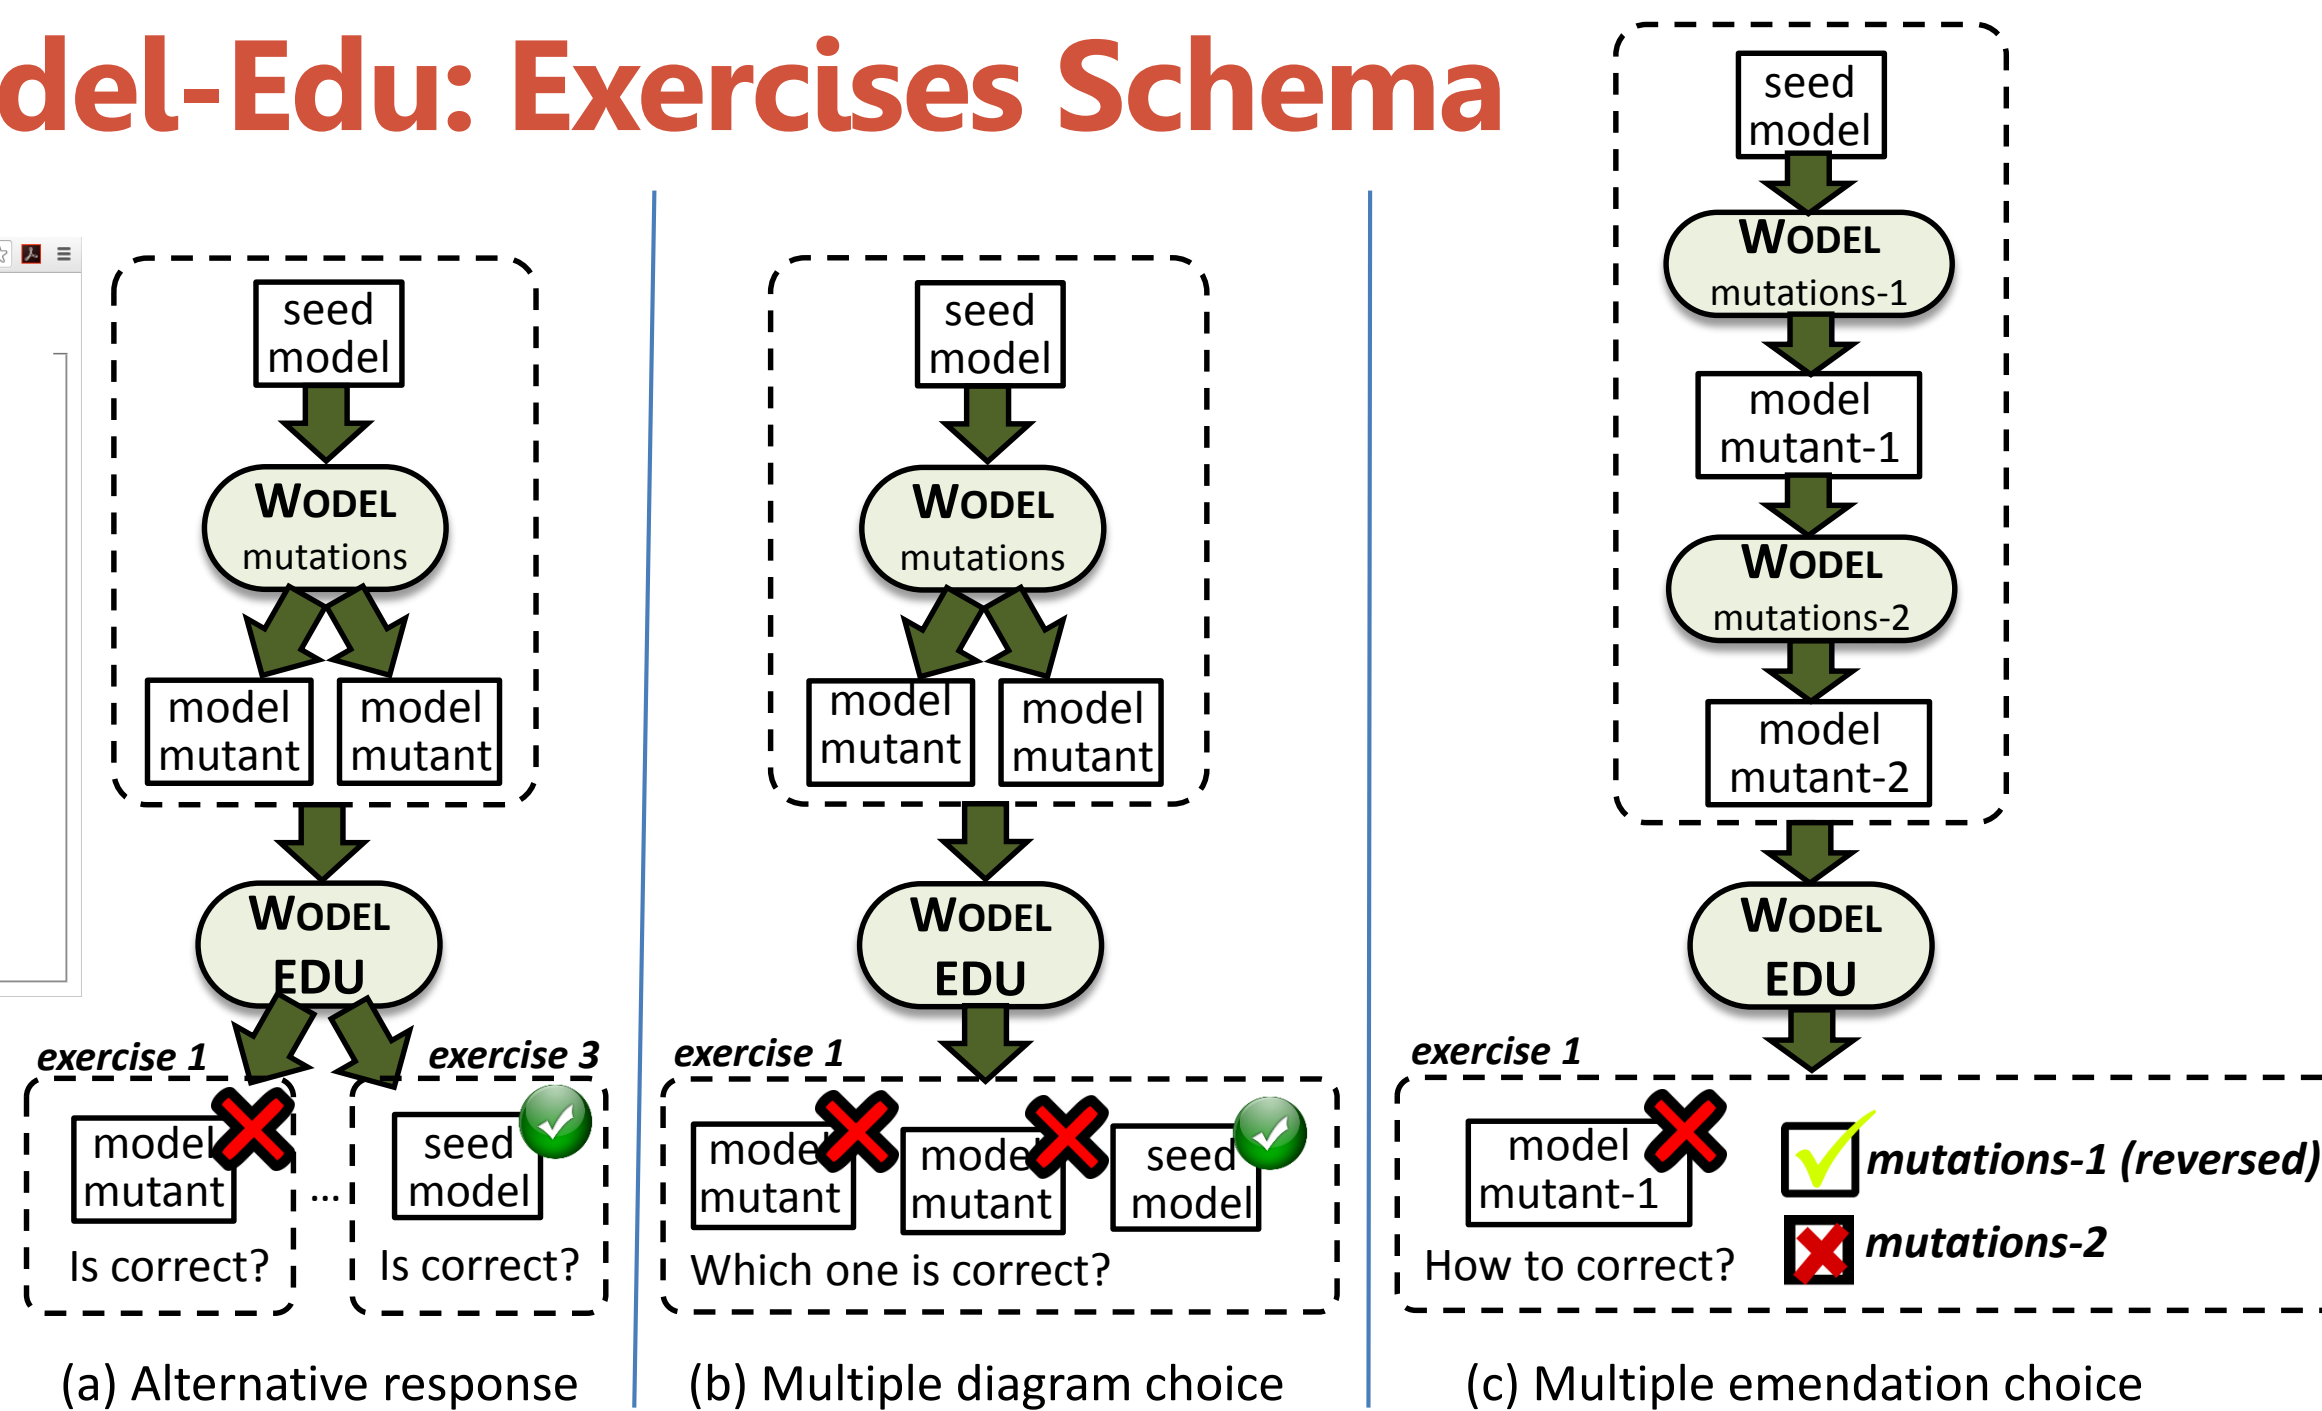 del-Edu: Exercises Schema
seed
model
WODEL
mutations
model
mutant
model
mutant
WODEL
EDU
exercise 1
model
mutant
Is correct?
...
exercise 3
seed
model
Is correct?
(a) Alternative response
seed
model
WODEL
mutations
model
mutant
model
mutant
WODEL
EDU
exercise 1
model
mutant
model
mutant
seed
model
Which one is correct?
(b) Multiple diagram choice
seed
model
WODEL
mutations-1
model
mutant-1
WODEL
mutations-2
model
mutant-2
WODEL
EDU
exercise 1
model
mutant-1
How to correct?
mutations-1 (reversed)
mutations-2
(c) Multiple emendation choice